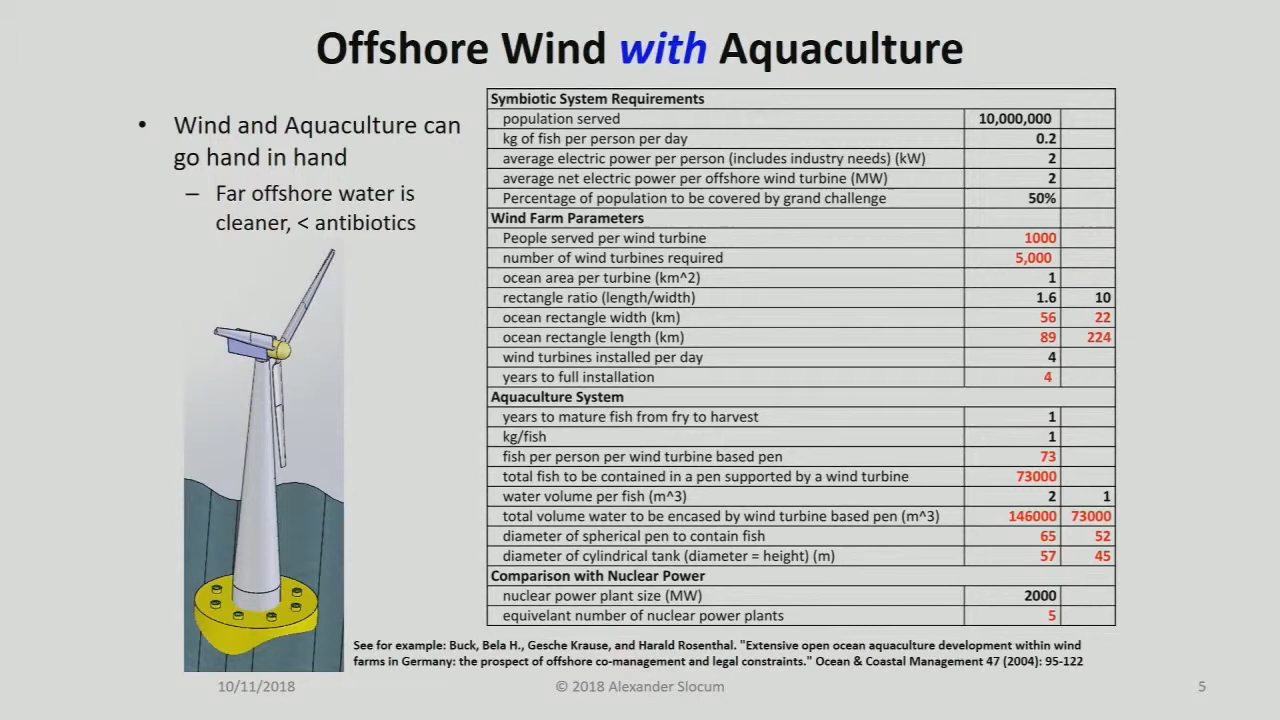 Offshore Wind with Aquaculture
• Wind and Aquaculture can
go hand in hand
– Far offshore water is
cleaner, < antibiotics
Symbiotic System Requirements
population served 10,000,000
kg of fish per person per day 0.2
average electric power per person (includes industry needs) (kW) 2
average net electric power per offshore wind turbine (MW) 2
Percentage of population to be covered by grand challenge 50%
Wind Farm Parameters
People served per wind turbine 1000
number of wind turbines required 5,000
ocean area per turbine (km^2) 1
rectangle ratio (length/width) 1.6 10
ocean rectangle width (km) 56 22
ocean rectangle length (km) 89 224
wind turbines installed per day 4
years to full installation 4
Aquaculture System
years to mature fish from fry to harvest 1
kg/fish 1
fish per person per wind turbine based pen 73
total fish to be contained in a pen supported by a wind turbine 73000
water volume per fish (m^3) 2 1
total volume water to be encased by wind turbine based pen (m^3) 146000 73000
diameter of spherical pen to contain fish 65 52
diameter of cylindrical tank (diameter = height) (m) 57 45
Comparison with Nuclear Power
nuclear power plant size (MW) 2000
equivelant number of nuclear power plants 5
See for example: Buck, Bela H., Gesche Krause, and Harald Rosenthal. "Extensive open ocean aquaculture development within wind
farms in Germany: the prospect of offshore co-management and legal constraints." Ocean & Coastal Management 47 (2004): 95-122
10/11/2018
© 2018 Alexander Slocum
5